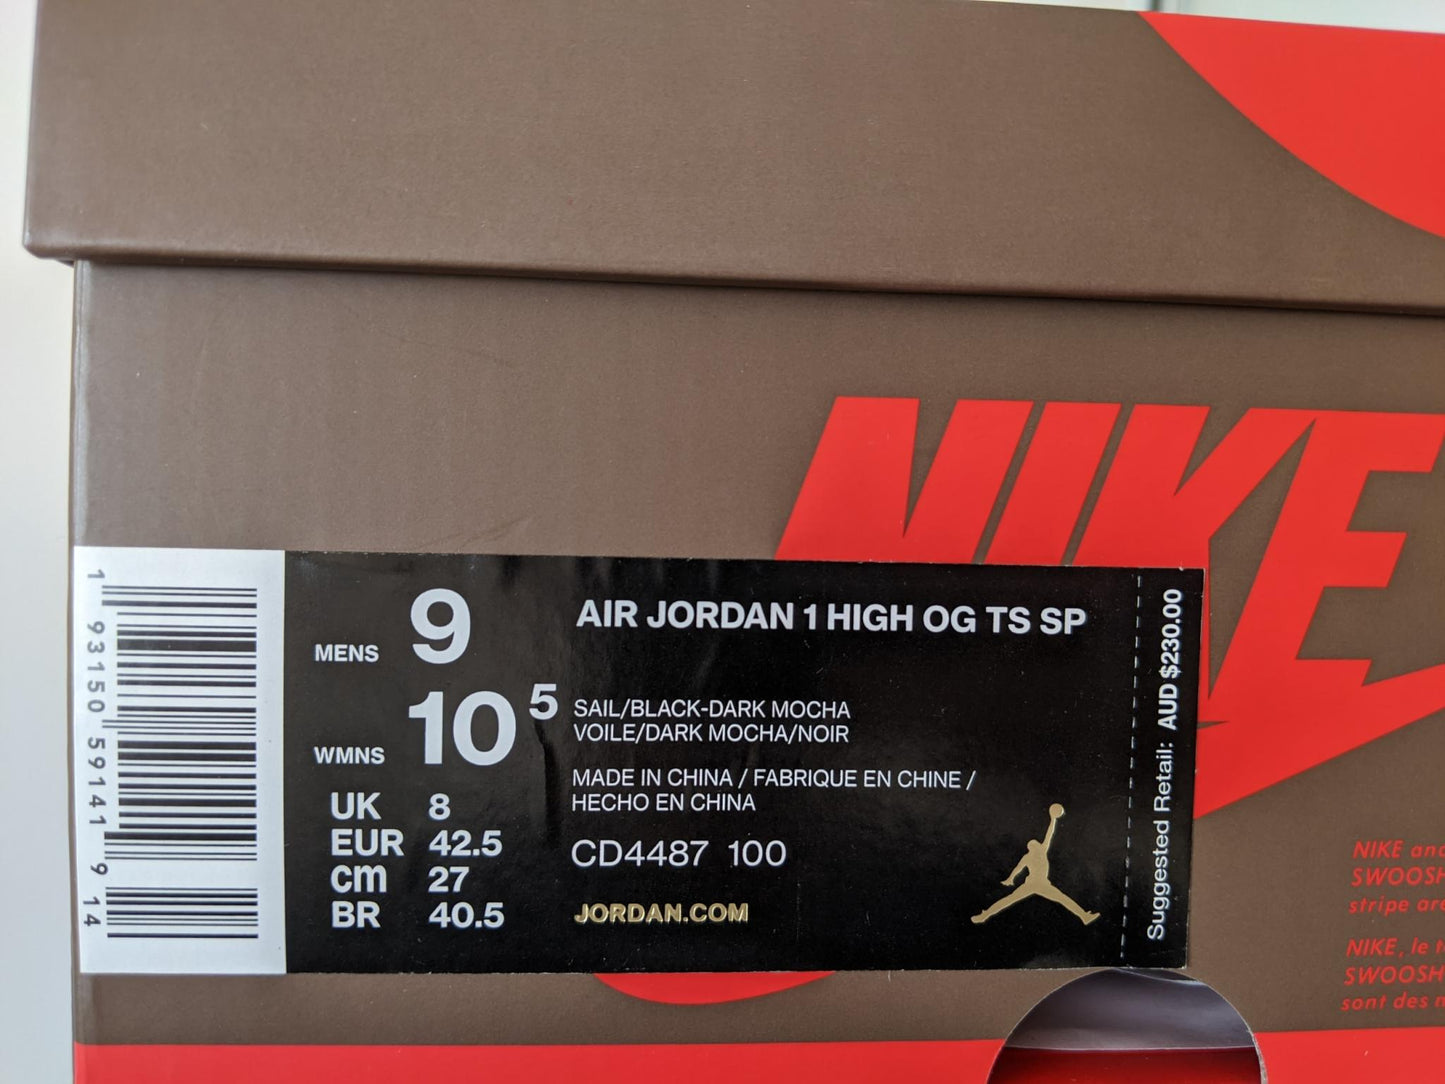 NIKE
1 93150 59141 9 14
MENS 9
WMNS 10 5
UK 8
EUR 42.5
cm 27
BR 40.5
AIR JORDAN 1 HIGH OG TS SP
SAIL/BLACK-DARK MOCHA
VOILE/DARK MOCHA/NOIR
MADE IN CHINA / FABRIQUE EN CHINE /
HECHO EN CHINA
CD4487 100
JORDAN.COM
Suggested Retail: AUD $230.00
NIKE and
SWOOSH
stripe are
NIKE, le
SWOOSH
sont des